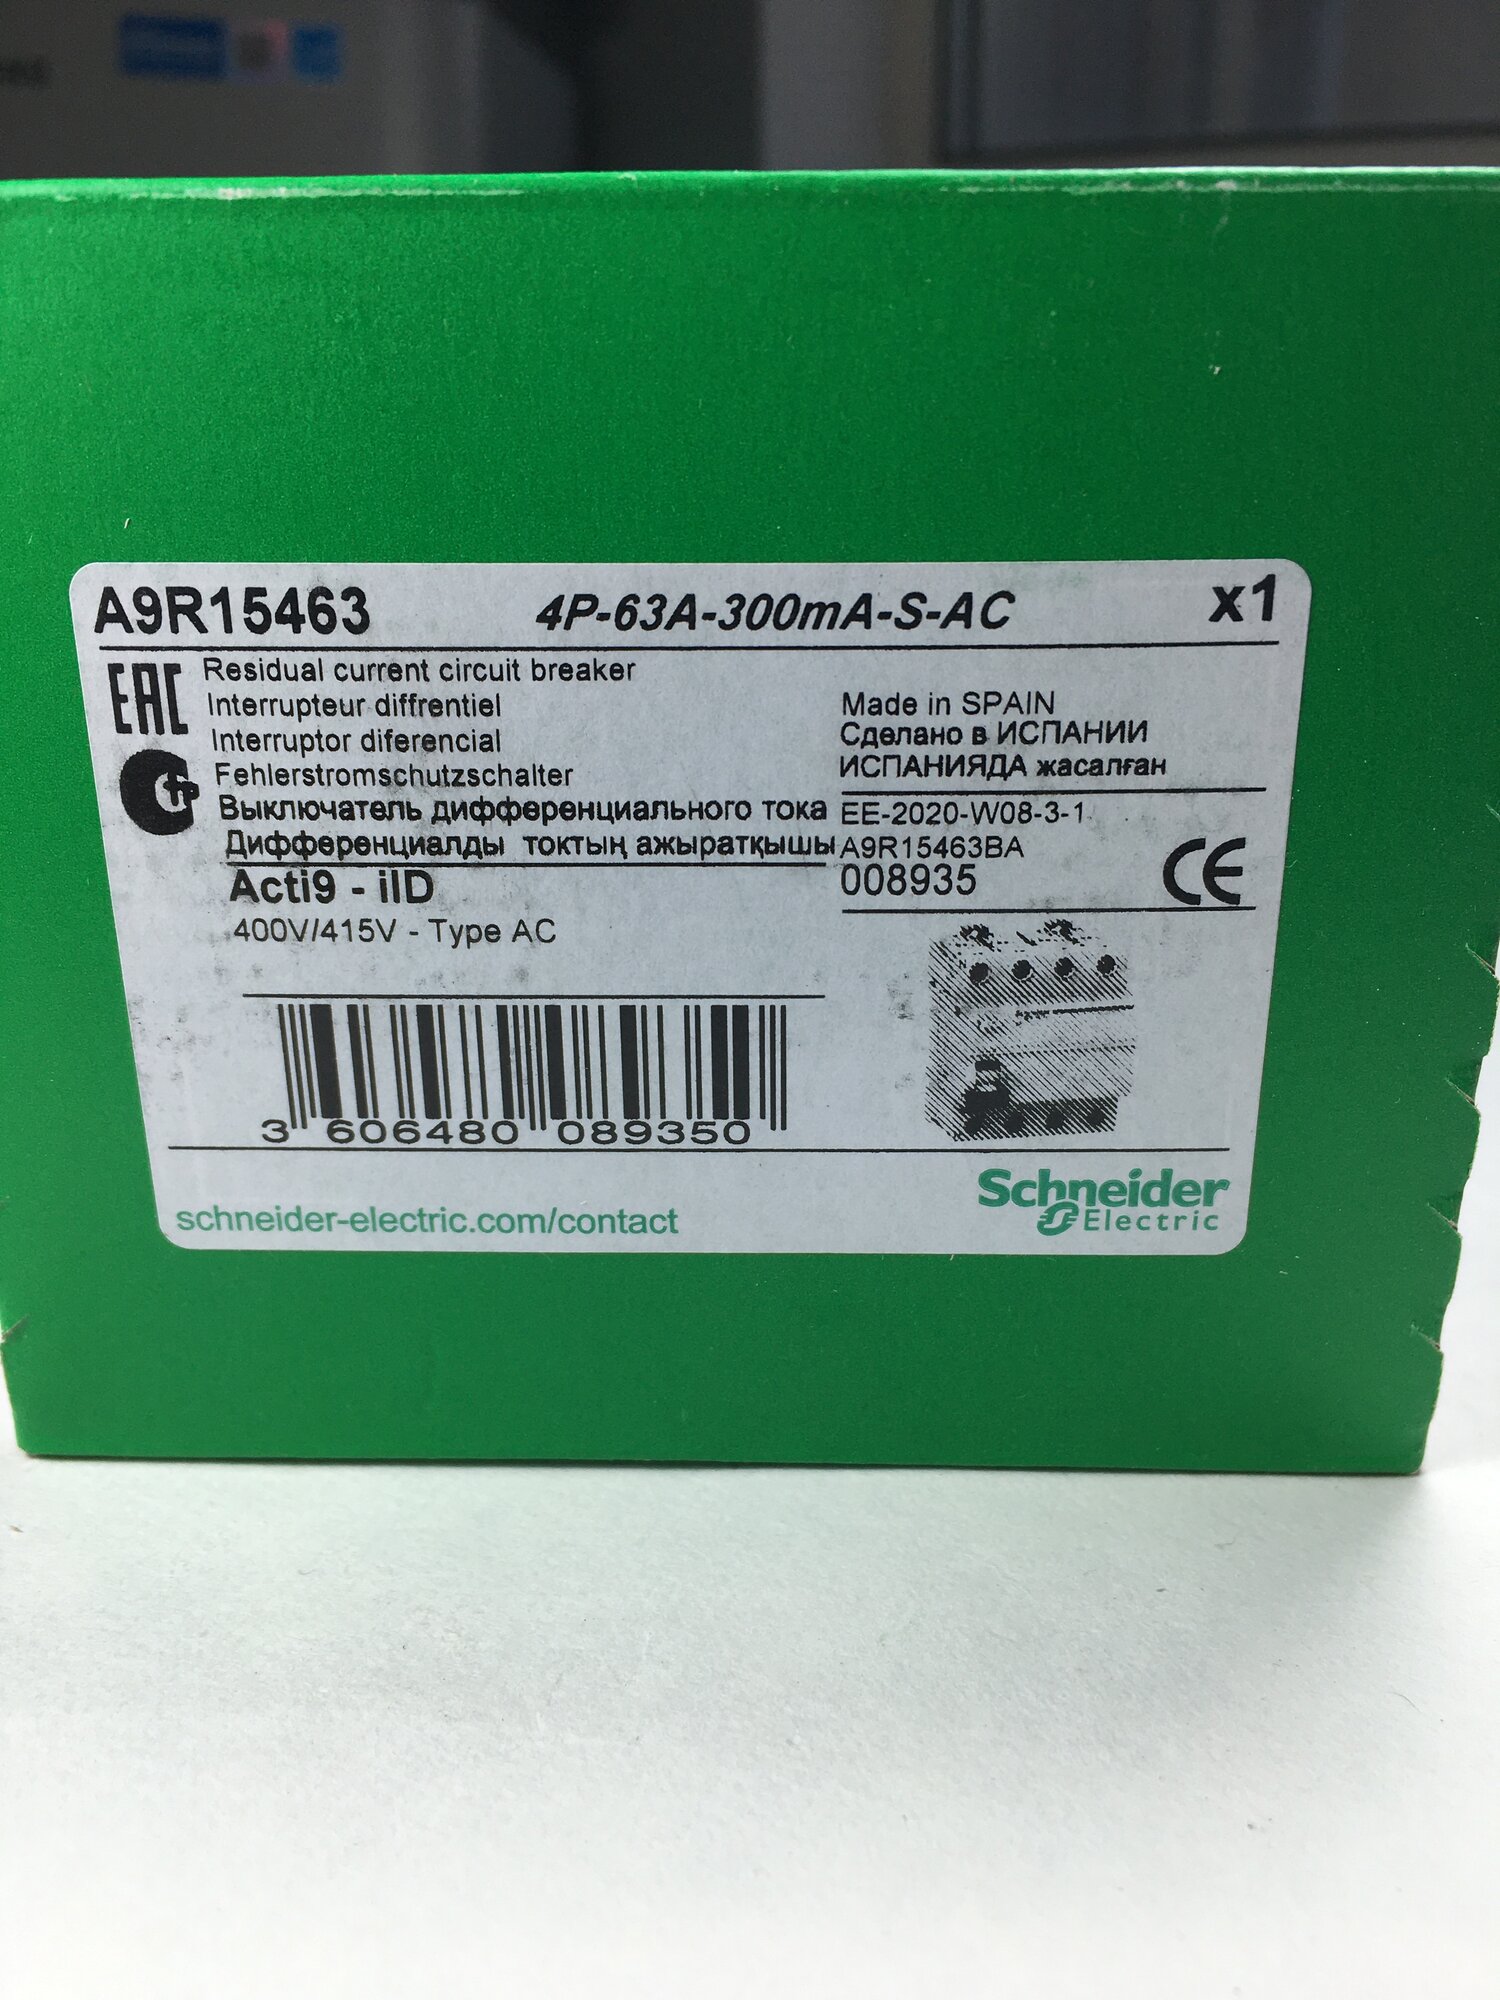 A9R15463 4P-63A-300mA-S-AC x1
EAC Residual current circuit breaker
Interrupteur diffrentiel
Interruptor diferencial
Fehlerstromschutzschalter
Выключатель дифференциального тока
Дифференциалды токтың ажыратқышы
Made in SPAIN
Сделано в ИСПАНИИ
ИСПАНИЯДА жасалған
EE-2020-W08-3-1
A9R15463BA
008935
CE
Acti9 - iID
400V/415V - Type AC
3 606480 089350
schneider-electric.com/contact
Schneider
Electric